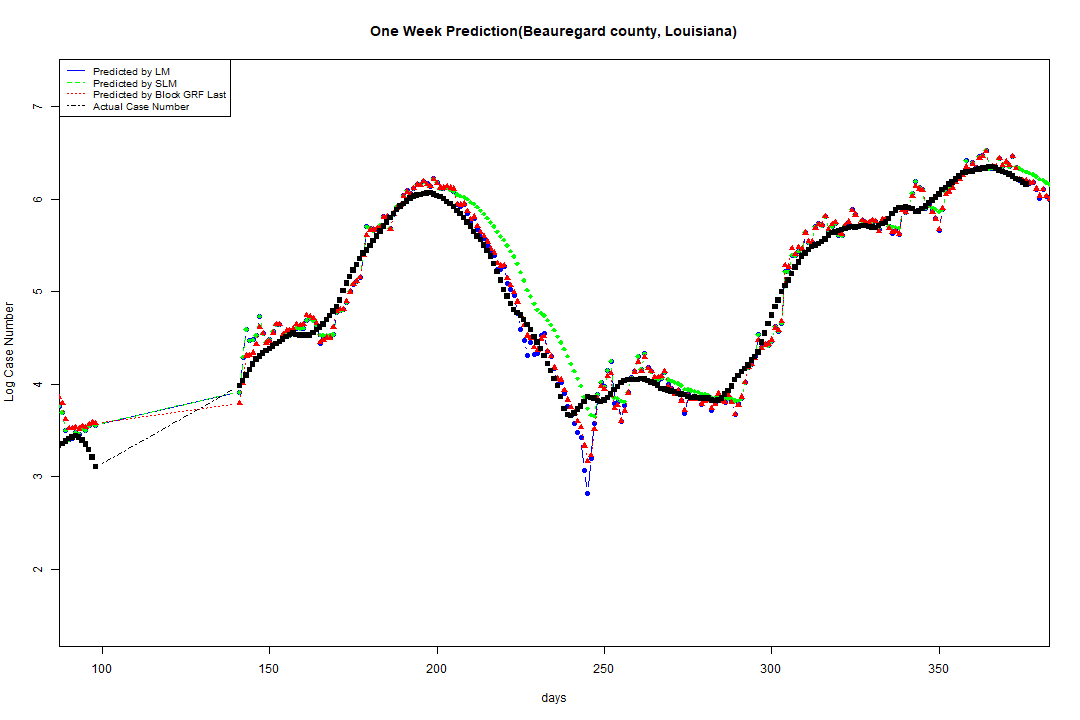 One Week Prediction(Beauregard county, Louisiana)
Predicted by LM
Predicted by SLM
Predicted by Block GRF Last
Actual Case Number
7
6
5
4
3
2
Log Case Number
100 150 200 250 300 350
days